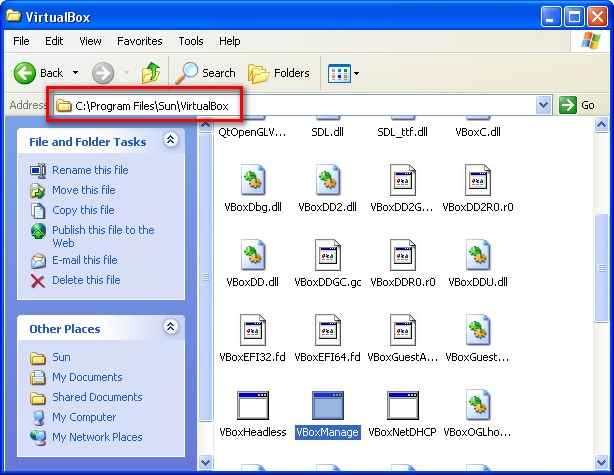 VirtualBox
File Edit View Favorites Tools Help
Back Search Folders
Address C:\Program Files\Sun\VirtualBox Go
File and Folder Tasks
Rename this file
Move this file
Copy this file
Publish this file to the
Web
E-mail this file
Delete this file
Other Places
Sun
My Documents
Shared Documents
My Computer
My Network Places
QtOpenGLV... SDL.dll SDL_ttf.dll VBoxC.dll
VBoxDbg.dll VBoxDD2.dll VBoxDD2G... VBoxDD2R0.r0
VBoxDD.dll VBoxDDGC.gc VBoxDDR0.r0 VBoxDDU.dll
VBoxEFI32.fd VBoxEFI64.fd VBoxGuestA... VBoxGuest...
VBoxHeadless VBoxManage VBoxNetDHCP VBoxOGLho...